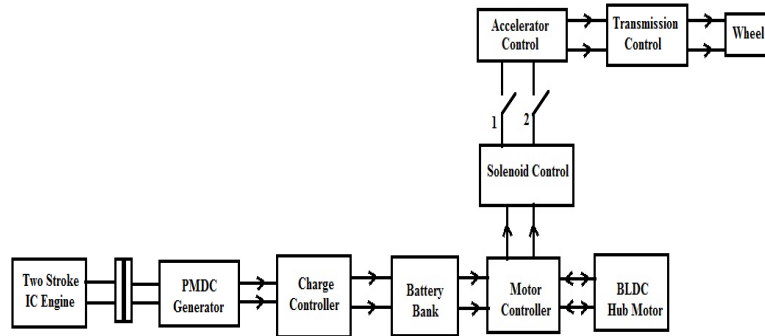 Accelerator
Control
Transmission
Control
Wheel
1
2
Solenoid Control
Two Stroke
IC Engine
PMDC
Generator
Charge
Controller
Battery
Bank
Motor
Controller
BLDC
Hub Motor